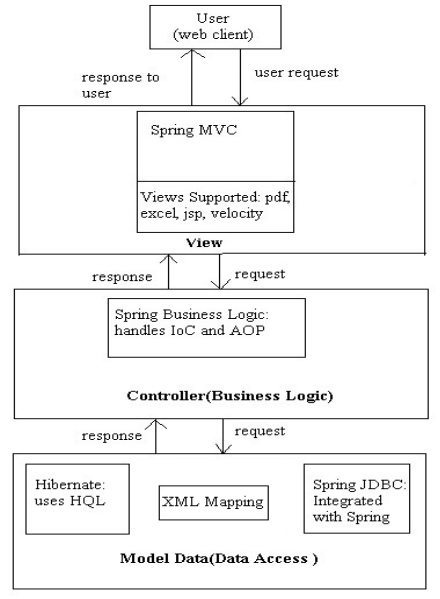 User
(web client)
response to
user
user request
Spring MVC
Views Supported: pdf,
excel, jsp, velocity
View
response
request
Spring Business Logic:
handles IoC and AOP
Controller(Business Logic)
response
request
Hibernate:
uses HQL
XML Mapping
Spring JDBC:
Integrated
with Spring
Model Data(Data Access )